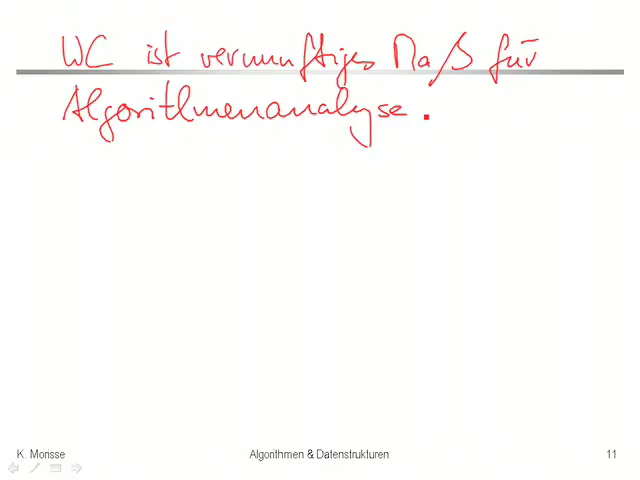 WC ist vernünftiges Maß für
Algorithmenanalyse.
K. Morisse Algorithmen & Datenstrukturen 11